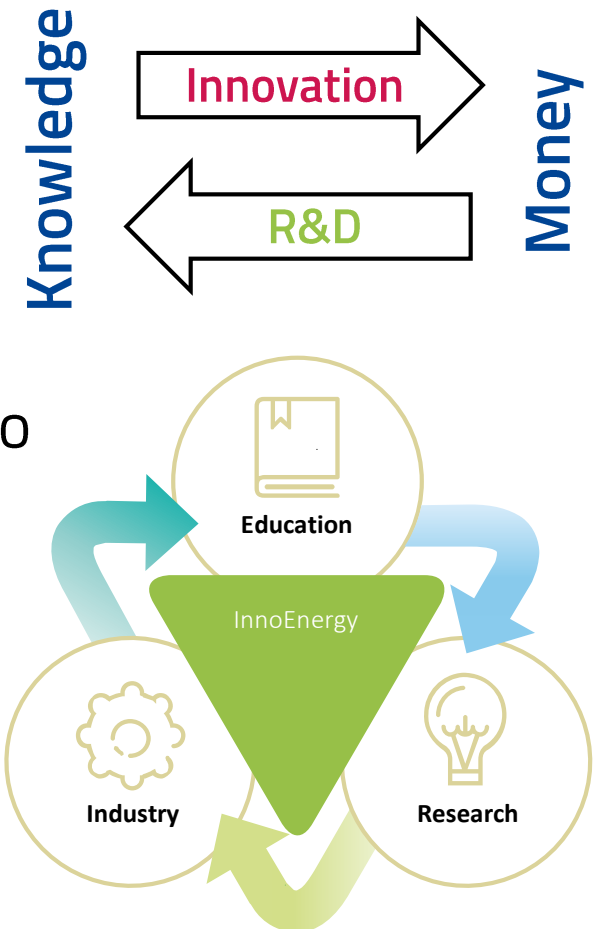 Knowledge
Innovation
R&D
Money
o
Education
InnoEnergy
Industry
Research